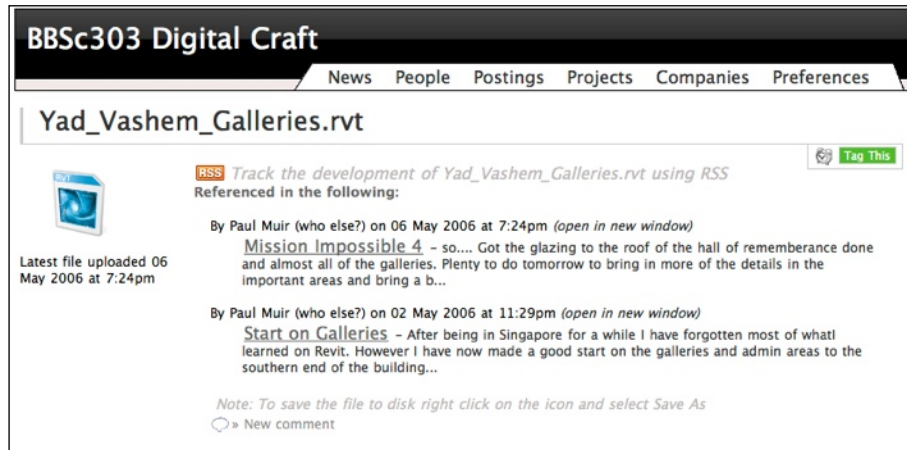 BBSc303 Digital Craft
News People Postings Projects Companies Preferences
Yad_Vashem_Galleries.rvt
Tag This
RVT
RSS Track the development of Yad_Vashem_Galleries.rvt using RSS
Referenced in the following:
By Paul Muir (who else?) on 06 May 2006 at 7:24pm (open in new window)
Mission Impossible 4 – so.... Got the glazing to the roof of the hall of rememberance done
and almost all of the galleries. Plenty to do tomorrow to bring in more of the details in the
important areas and bring a b...
Latest file uploaded 06
May 2006 at 7:24pm
By Paul Muir (who else?) on 02 May 2006 at 11:29pm (open in new window)
Start on Galleries – After being in Singapore for a while I have forgotten most of whatI
learned on Revit. However I have now made a good start on the galleries and admin areas to the
southern end of the building...
Note: To save the file to disk right click on the icon and select Save As
» New comment